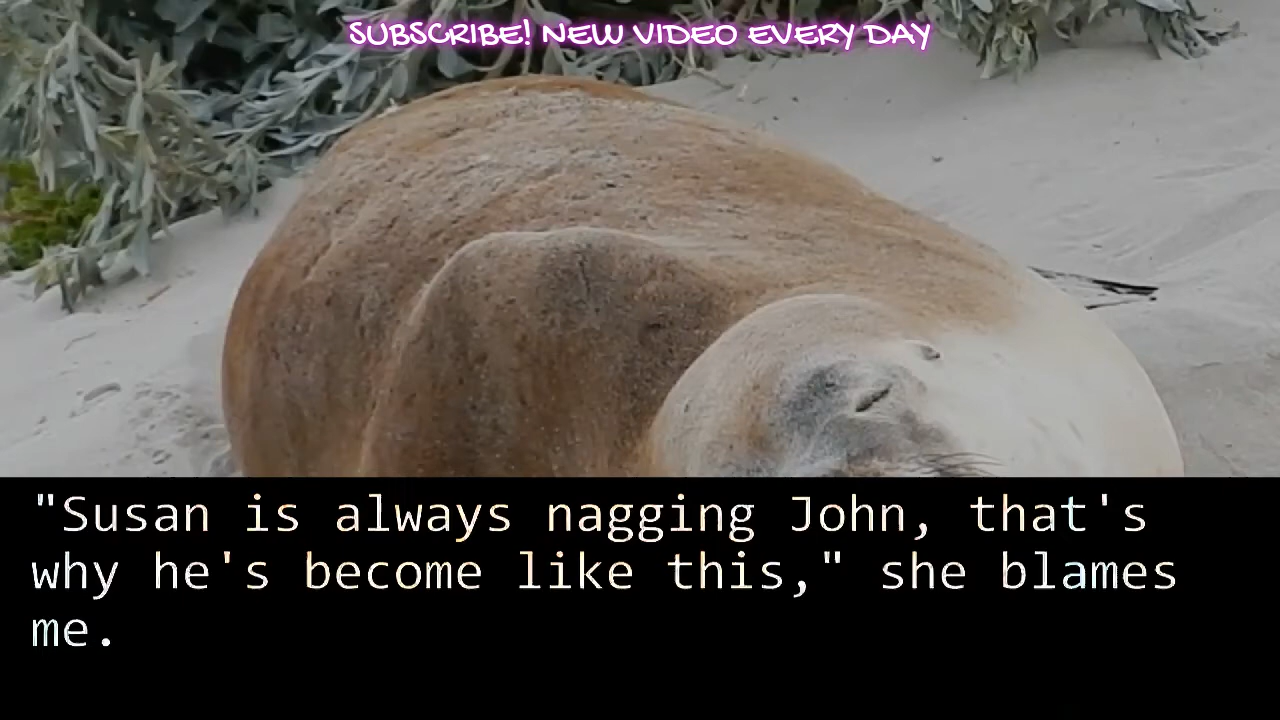 SUBSCRIBE! NEW VIDEO EVERY DAY
"Susan is always nagging John, that's
why he's become like this," she blames
me.